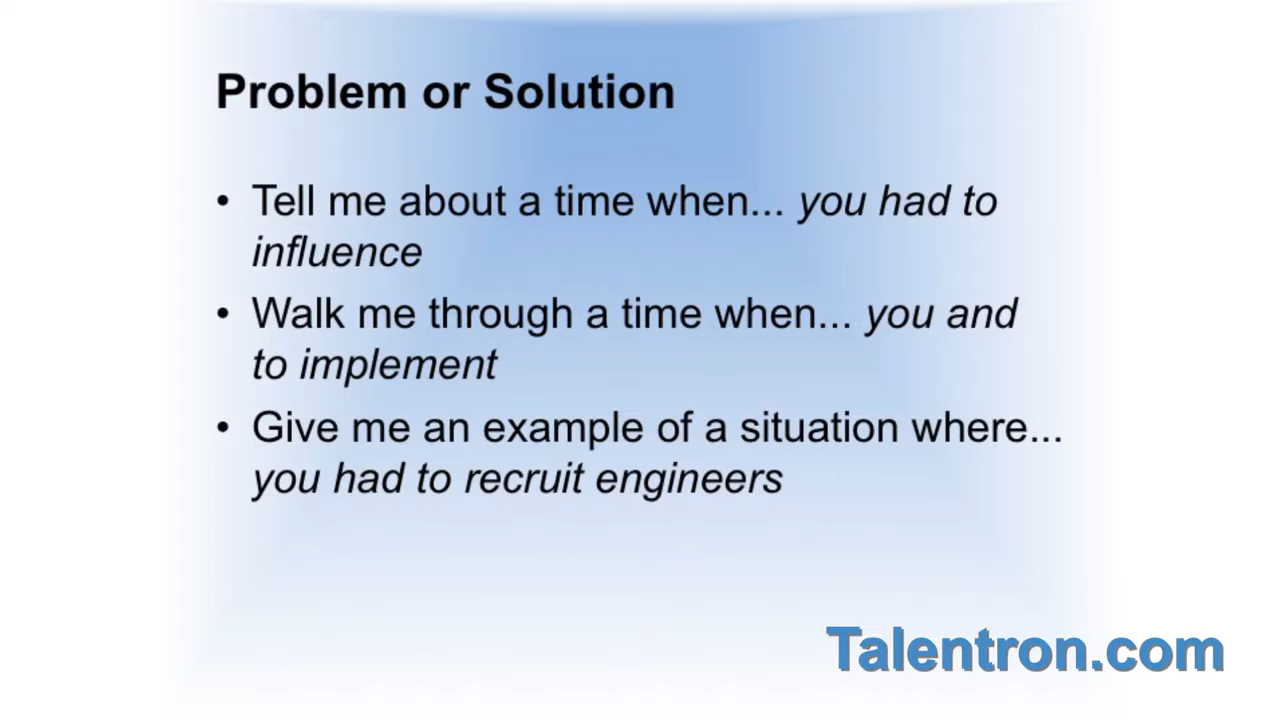 Problem or Solution
• Tell me about a time when... you had to
influence
• Walk me through a time when... you and
to implement
• Give me an example of a situation where...
you had to recruit engineers
Talentron.com